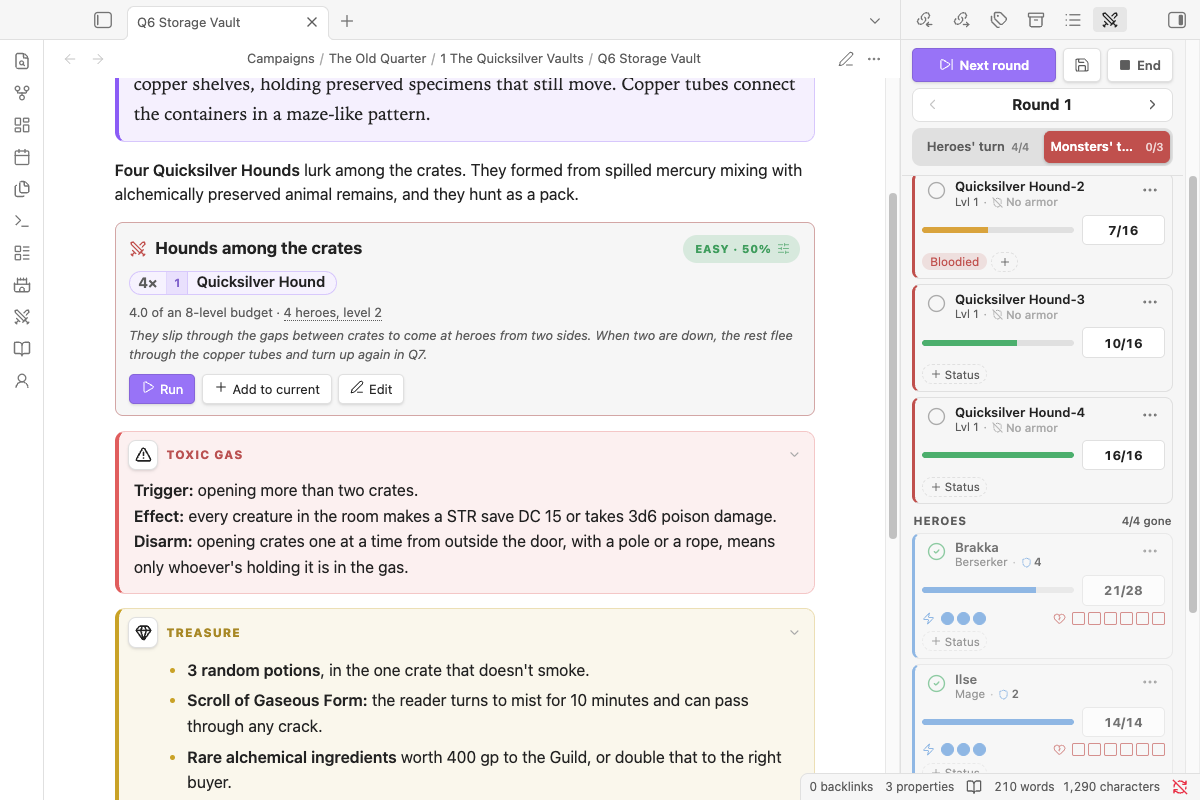 Q6 Storage Vault
Campaigns / The Old Quarter / 1 The Quicksilver Vaults / Q6 Storage Vault
copper shelves, holding preserved specimens that still move. Copper tubes connect
the containers in a maze-like pattern.
Four Quicksilver Hounds lurk among the crates. They formed from spilled mercury mixing with
alchemically preserved animal remains, and they hunt as a pack.
Hounds among the crates
EASY · 50%
4× 1 Quicksilver Hound
4.0 of an 8-level budget · 4 heroes, level 2
They slip through the gaps between crates to come at heroes from two sides. When two are down, the rest flee
through the copper tubes and turn up again in Q7.
Run
Add to current
Edit
TOXIC GAS
Trigger: opening more than two crates.
Effect: every creature in the room makes a STR save DC 15 or takes 3d6 poison damage.
Disarm: opening crates one at a time from outside the door, with a pole or a rope, means
only whoever's holding it is in the gas.
TREASURE
• 3 random potions, in the one crate that doesn't smoke.
• Scroll of Gaseous Form: the reader turns to mist for 10 minutes and can pass
through any crack.
• Rare alchemical ingredients worth 400 gp to the Guild, or double that to the right
buyer.
Next round
End
Round 1
Heroes' turn 4/4
Monsters' t... 0/3
Quicksilver Hound-2
Lvl 1 · No armor
7/16
Bloodied
+
Quicksilver Hound-3
Lvl 1 · No armor
10/16
+ Status
Quicksilver Hound-4
Lvl 1 · No armor
16/16
+ Status
HEROES
4/4 gone
Brakka
Berserker · 4
21/28
+ Status
Ilse
Mage · 2
14/14
+ Status
0 backlinks
3 properties
210 words
1,290 characters